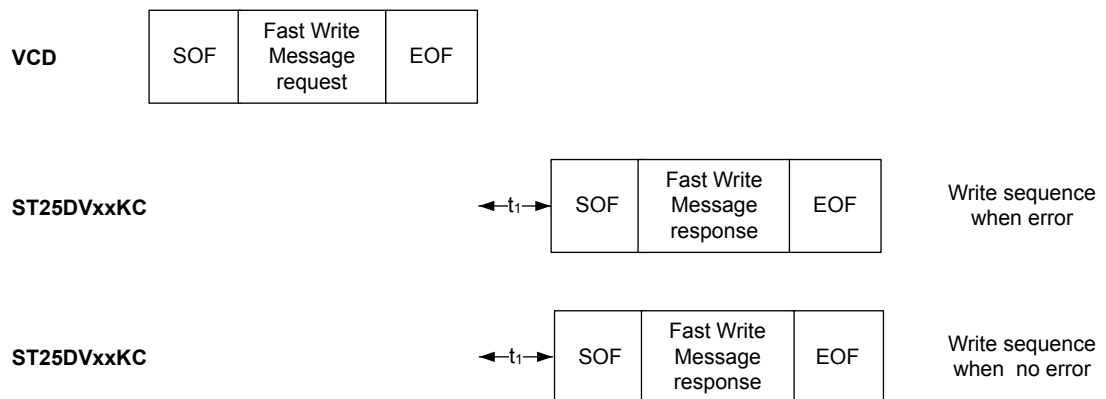 VCD
SOF
Fast Write
Message
request
EOF
ST25DVxxKC
t1
SOF
Fast Write
Message
response
EOF
Write sequence
when error
ST25DVxxKC
t1
SOF
Fast Write
Message
response
EOF
Write sequence
when no error